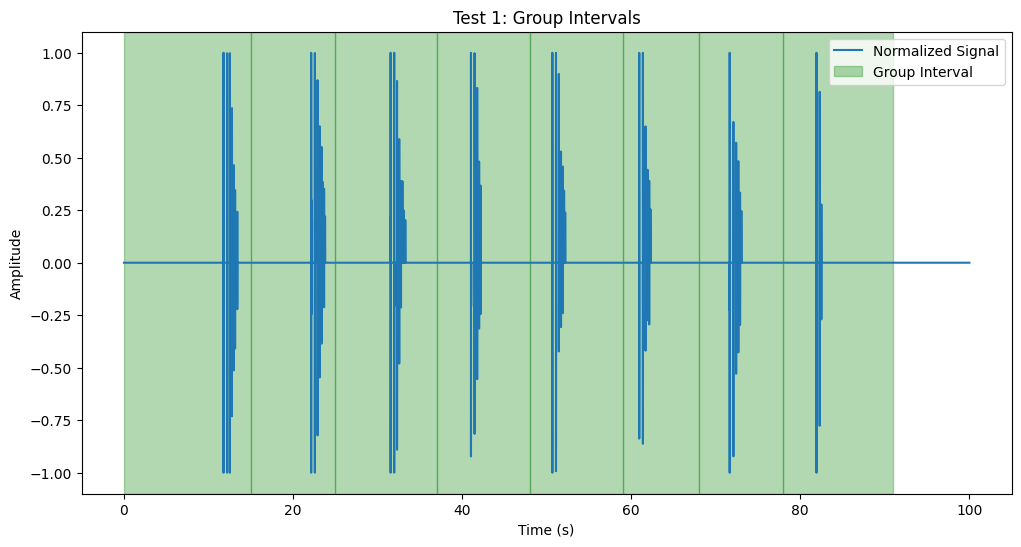 Test 1: Group Intervals
Normalized Signal
Group Interval
Amplitude
1.00
0.75
0.50
0.25
0.00
−0.25
−0.50
−0.75
−1.00
0 20 40 60 80 100
Time (s)